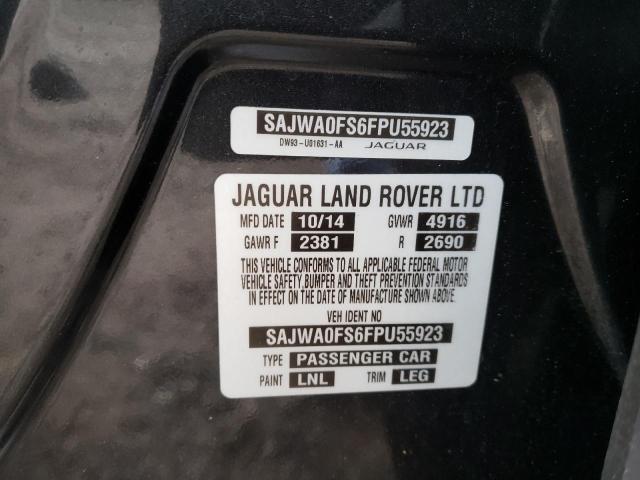 SAJWA0FS6FPU55923
DW93-U01631-AA JAGUAR
JAGUAR LAND ROVER LTD
MFD DATE 10/14 GVWR 4916
GAWR F 2381 R 2690
THIS VEHICLE CONFORMS TO ALL APPLICABLE FEDERAL MOTOR
VEHICLE SAFETY,BUMPER AND THEFT PREVENTION STANDARDS
IN EFFECT ON THE DATE OF MANUFACTURE SHOWN ABOVE.
VEH IDENT NO
SAJWA0FS6FPU55923
TYPE PASSENGER CAR
PAINT LNL TRIM LEG